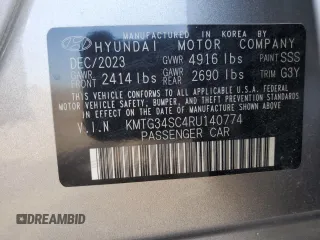 MANUFACTURED IN KOREA BY
HYUNDAI MOTOR COMPANY
DEC/2023 GVWR 4916 lbs PAINT SSS
GAWR FRT 2414 lbs GAWR RR 2690 lbs TRIM G3Y
THIS VEHICLE CONFORMS TO ALL APPLICABLE U.S.A. FEDERAL
MOTOR VEHICLE SAFETY, BUMPER, AND THEFT PREVENTION
STANDARDS IN EFFECT ON THE DATE OF MANUFACTURE
SHOWN ABOVE.
V.I.N KMTG34SC4RU140774
PASSENGER CAR
DREAMBID